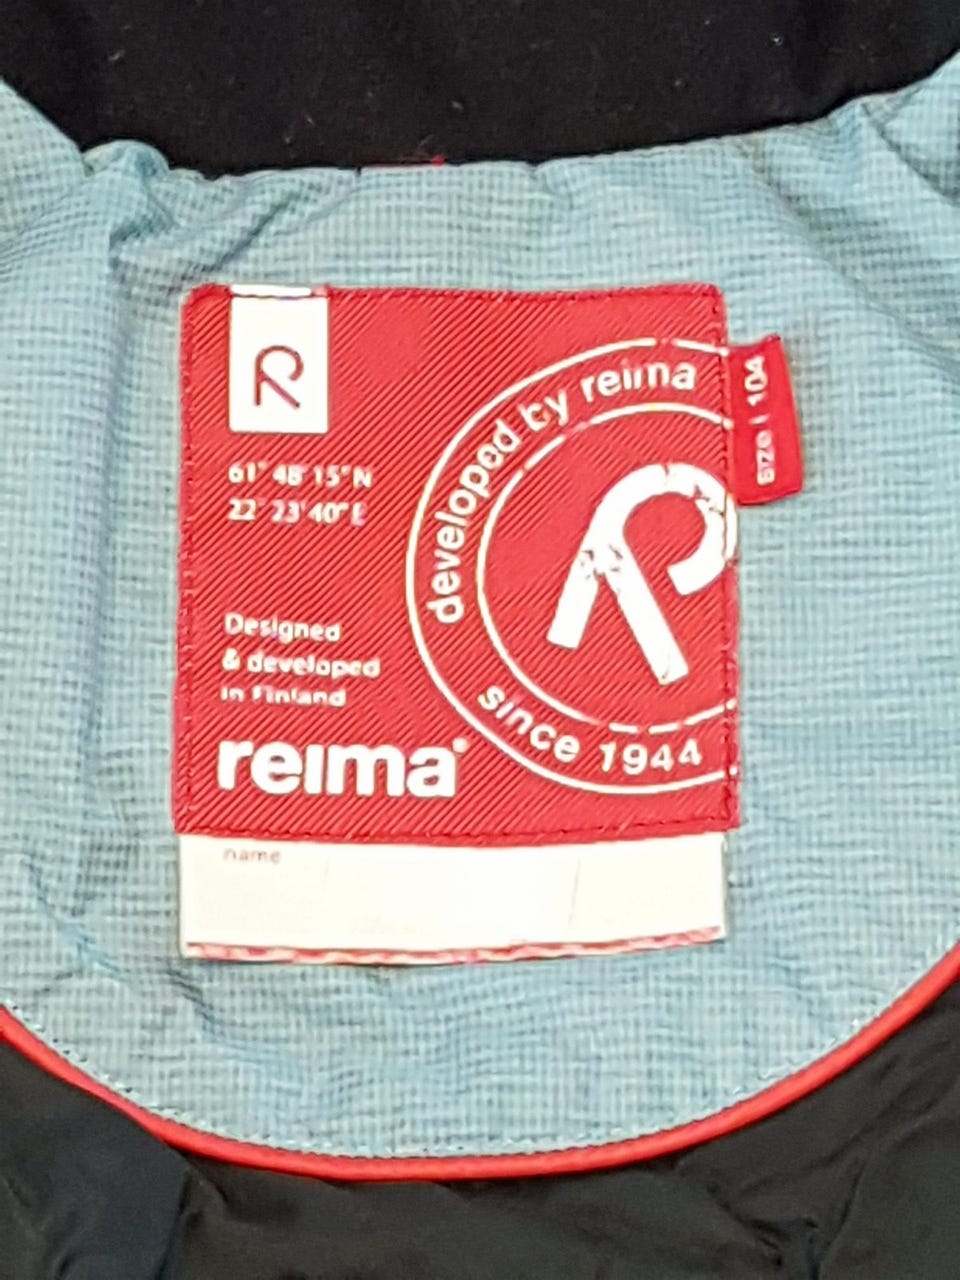 61° 48' 15" N
22° 23' 40" E
Designed
& developed
in Finland
reima®
developed by reima
since 1944
size | 104
name